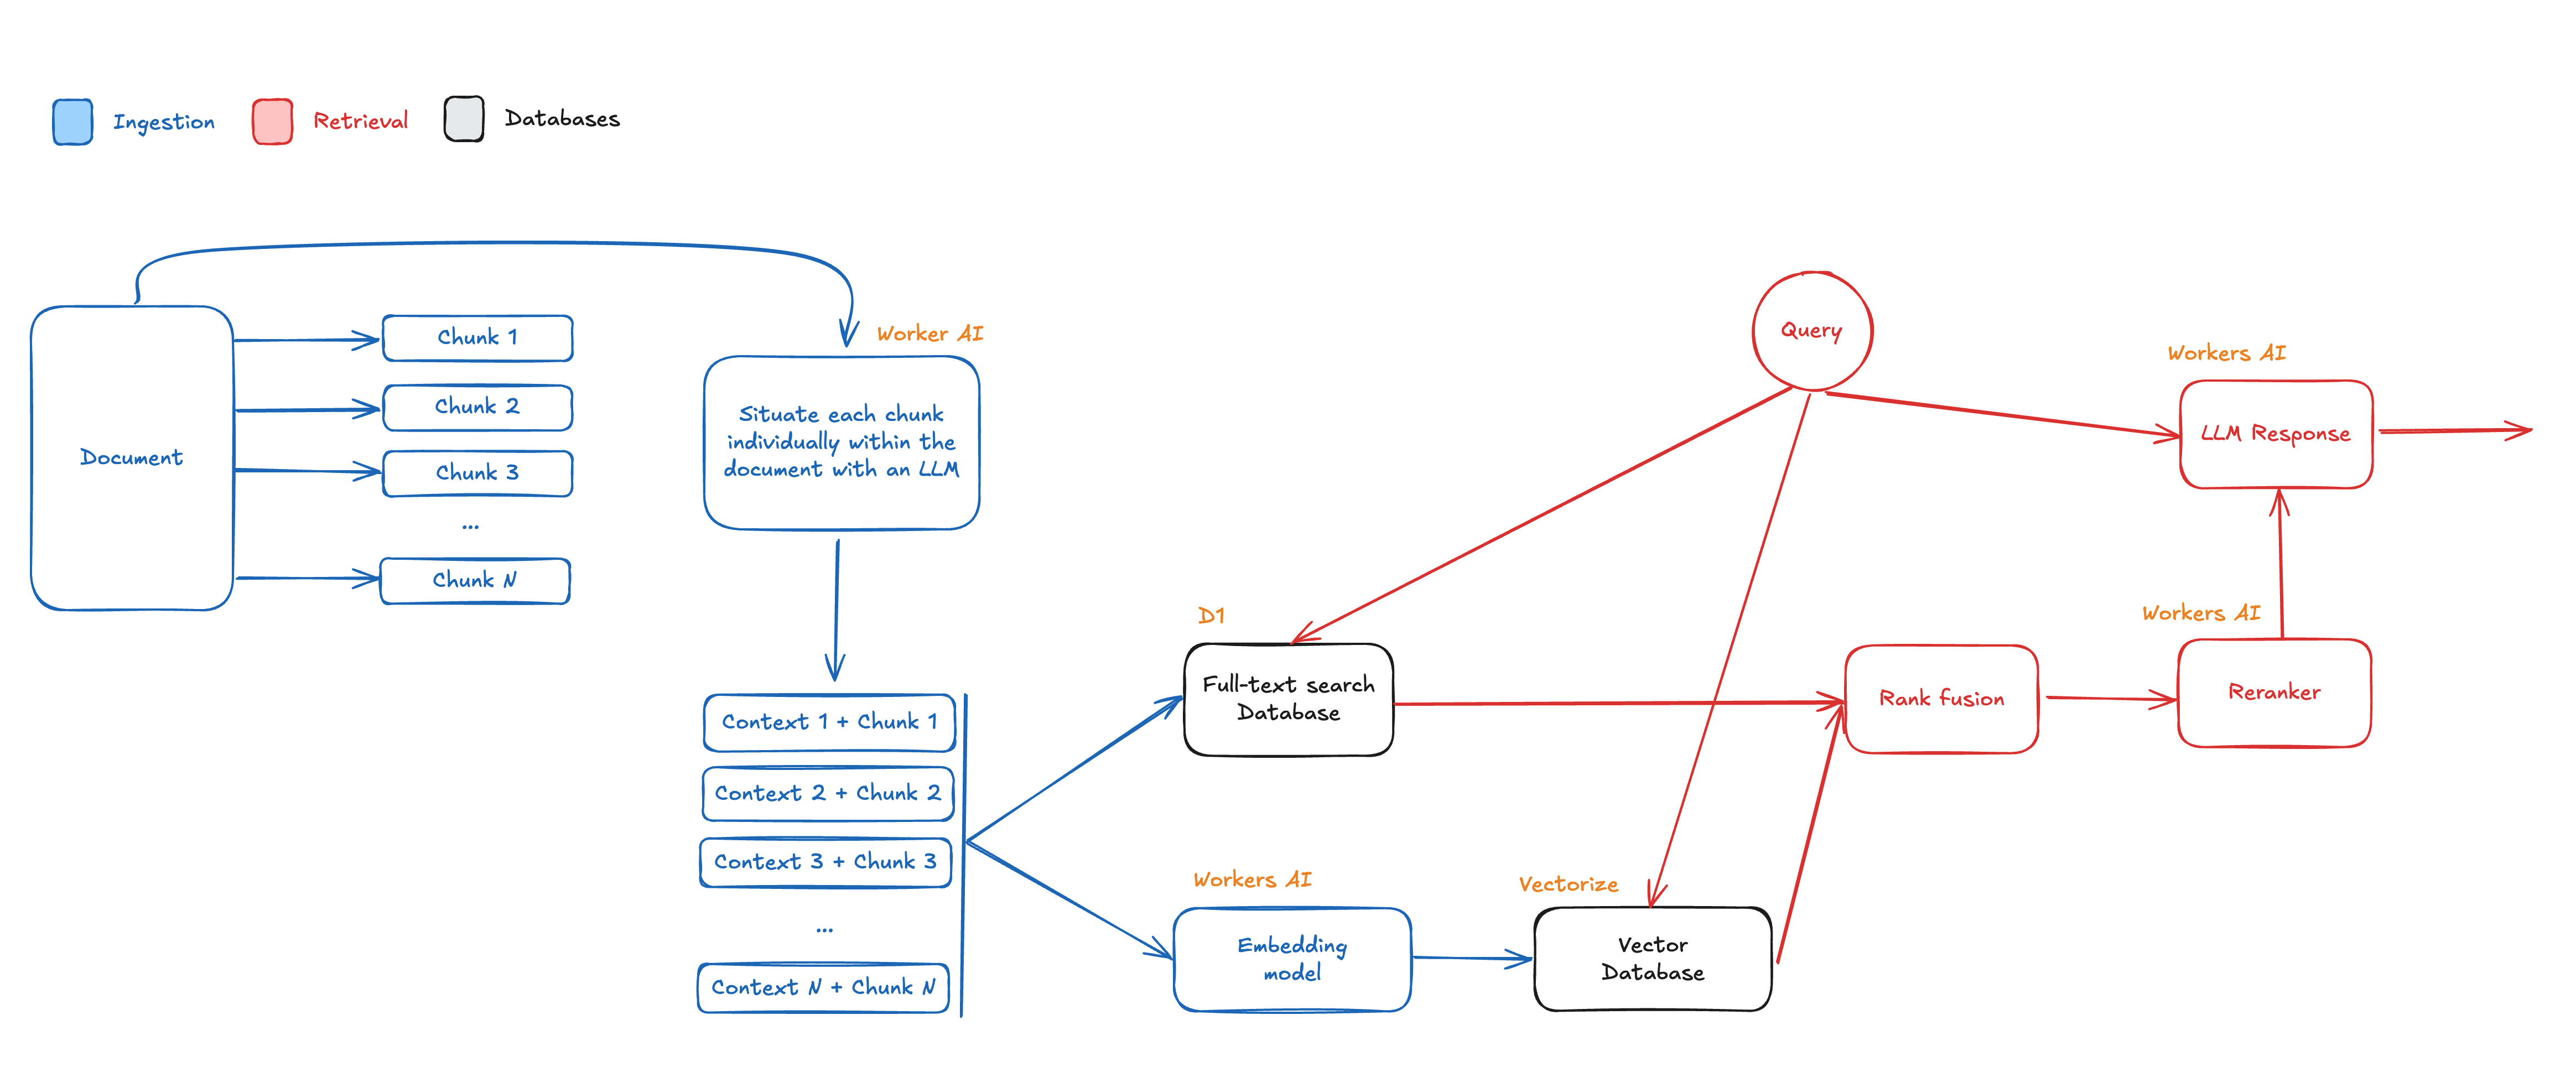 Ingestion
Retrieval
Databases
Document
Chunk 1
Chunk 2
Chunk 3
...
Chunk N
Worker AI
Situate each chunk
individually within the
document with an LLM
Context 1 + Chunk 1
Context 2 + Chunk 2
Context 3 + Chunk 3
...
Context N + Chunk N
D1
Full-text search
Database
Workers AI
Embedding
model
Vectorize
Vector
Database
Query
Rank fusion
Workers AI
Reranker
Workers AI
LLM Response